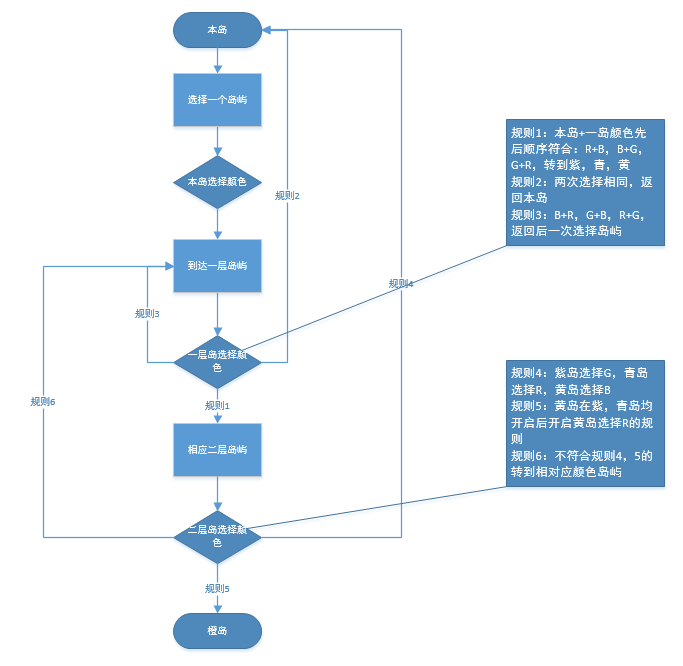 本岛
选择一个岛屿
本岛选择颜色
规则2
到达一层岛屿
规则3
一层岛选择颜
色
规则1
规则4
规则6
相应二层岛屿
二层岛选择颜
色
规则5
橙岛
规则1：本岛+一岛颜色先
后顺序符合：R+B，B+G，
G+R，转到紫，青，黄
规则2：两次选择相同，返
回本岛
规则3：B+R，G+B，R+G，
返回后一次选择岛屿
规则4：紫岛选择G，青岛
选择R，黄岛选择B
规则5：黄岛在紫，青岛均
开启后开启黄岛选择R的规
则
规则6：不符合规则4，5的
转到相对应颜色岛屿